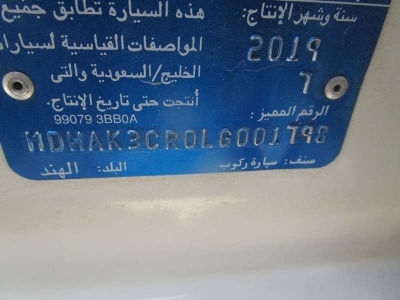 سنة وشهر الإنتاج: هذه السيارة تطابق جميع
2019 المواصفات القياسية لسيارات
7 الخليج/السعودية والتي
أنتجت حتى تاريخ الإنتاج.
الرقم المميز: 99079 3BB0A
MDHAK3CR0LG001798
صنف: سيارة ركوب البلد: الهند